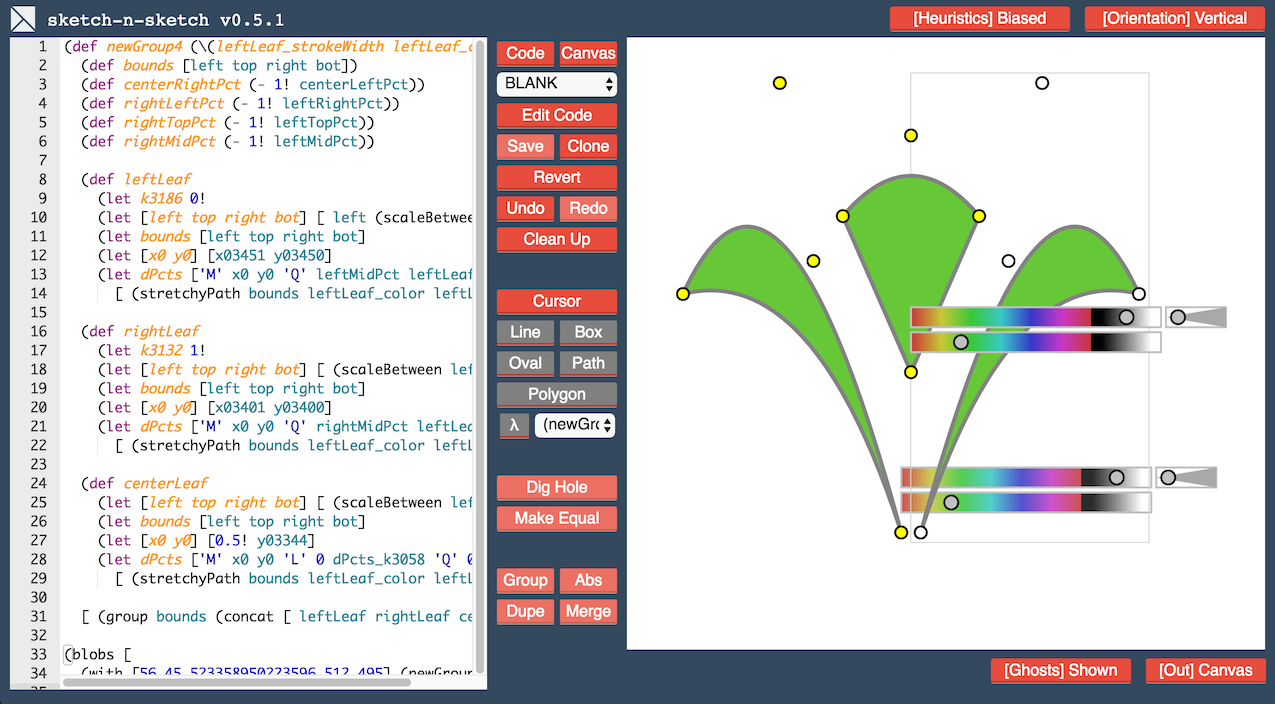 sketch-n-sketch v0.5.1
[Heuristics] Biased
[Orientation] Vertical
1 (def newGroup4 (\(leftLeaf_strokeWidth
2 (def bounds [left top right bot])
3 (def centerRightPct (- 1! centerLeftPct))
4 (def rightLeftPct (- 1! leftRightPct))
5 (def rightTopPct (- 1! leftTopPct))
6 (def rightMidPct (- 1! leftMidPct))
7
8 (def leftLeaf
9 (let k3186 0!
10 (let [left top right bot] [ left (scaleBetwee
11 (let bounds [left top right bot]
12 (let [x0 y0] [x03451 y03450]
13 (let dPcts ['M' x0 y0 'Q' leftMidPct leftLeaf
14 [ (stretchyPath bounds leftLeaf_color leftL
15
16 (def rightLeaf
17 (let k3132 1!
18 (let [left top right bot] [ (scaleBetween lef
19 (let bounds [left top right bot]
20 (let [x0 y0] [x03401 y03400]
21 (let dPcts ['M' x0 y0 'Q' rightMidPct leftLea
22 [ (stretchyPath bounds leftLeaf_color leftL
23
24 (def centerLeaf
25 (let [left top right bot] [ (scaleBetween lef
26 (let bounds [left top right bot]
27 (let [x0 y0] [0.5! y03344]
28 (let dPcts ['M' x0 y0 'L' 0 dPcts_k3058 'Q' 0
29 [ (stretchyPath bounds leftLeaf_color leftL
30
31 [ (group bounds (concat [ leftLeaf rightLeaf ce
32
33 (blobs [
34 (with [56 45.523358950223596 512 495] (newGroup
Code
Canvas
BLANK
Edit Code
Save
Clone
Revert
Undo
Redo
Clean Up
Cursor
Line
Box
Oval
Path
Polygon
λ
(newGro
Dig Hole
Make Equal
Group
Abs
Dupe
Merge
[Ghosts] Shown
[Out] Canvas